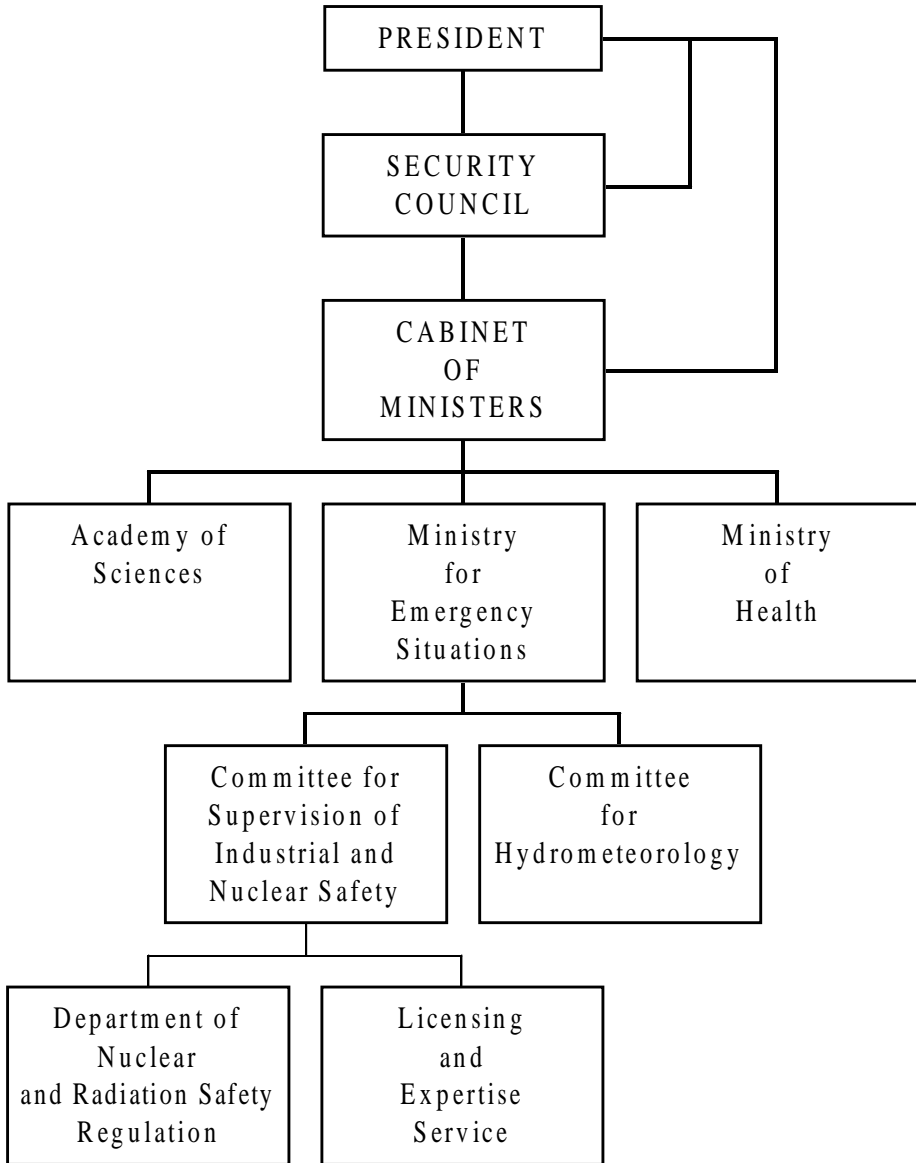 PRESIDENT
SECURITY
COUNCIL
CABINET
OF
MINISTERS
Academy of
Sciences
Ministry
for
Emergency
Situations
Ministry
of
Health
Committee for
Supervision of
Industrial and
Nuclear Safety
Committee
for
Hydrometeorology
Department of
Nuclear
and Radiation Safety
Regulation
Licensing
and
Expertise
Service